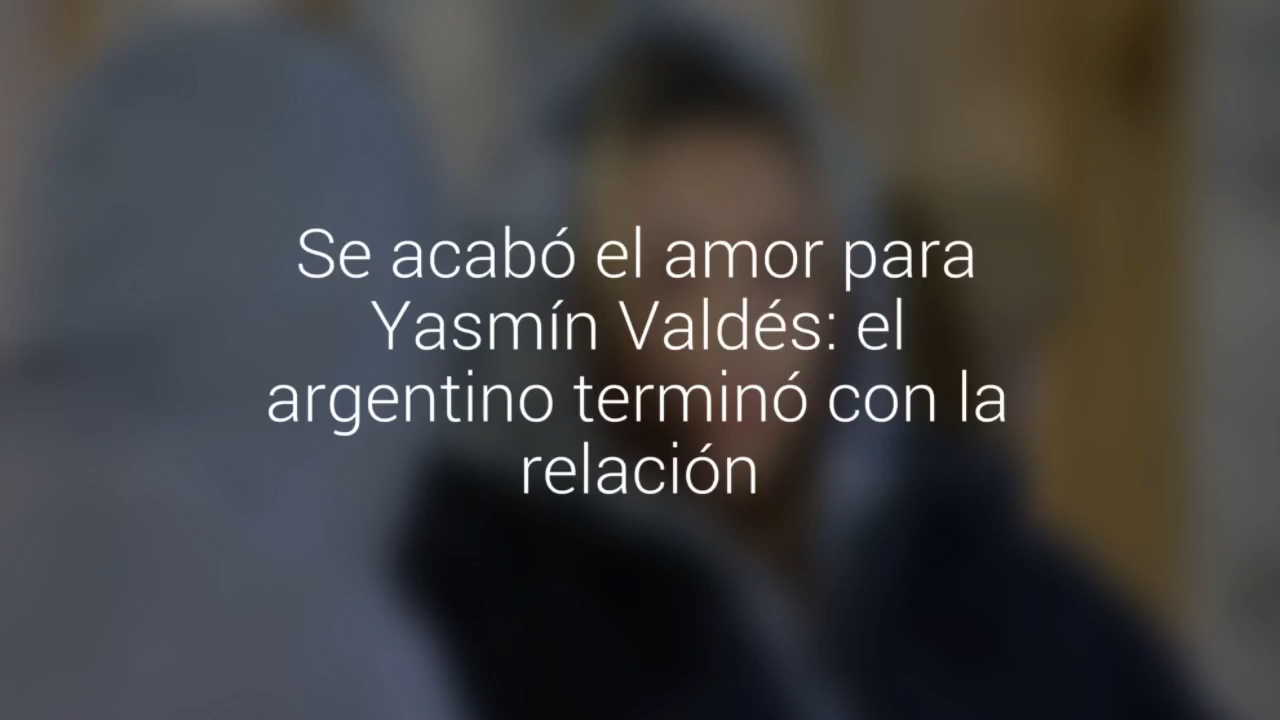 Se acabó el amor para
Yasmín Valdés: el
argentino terminó con la
relación